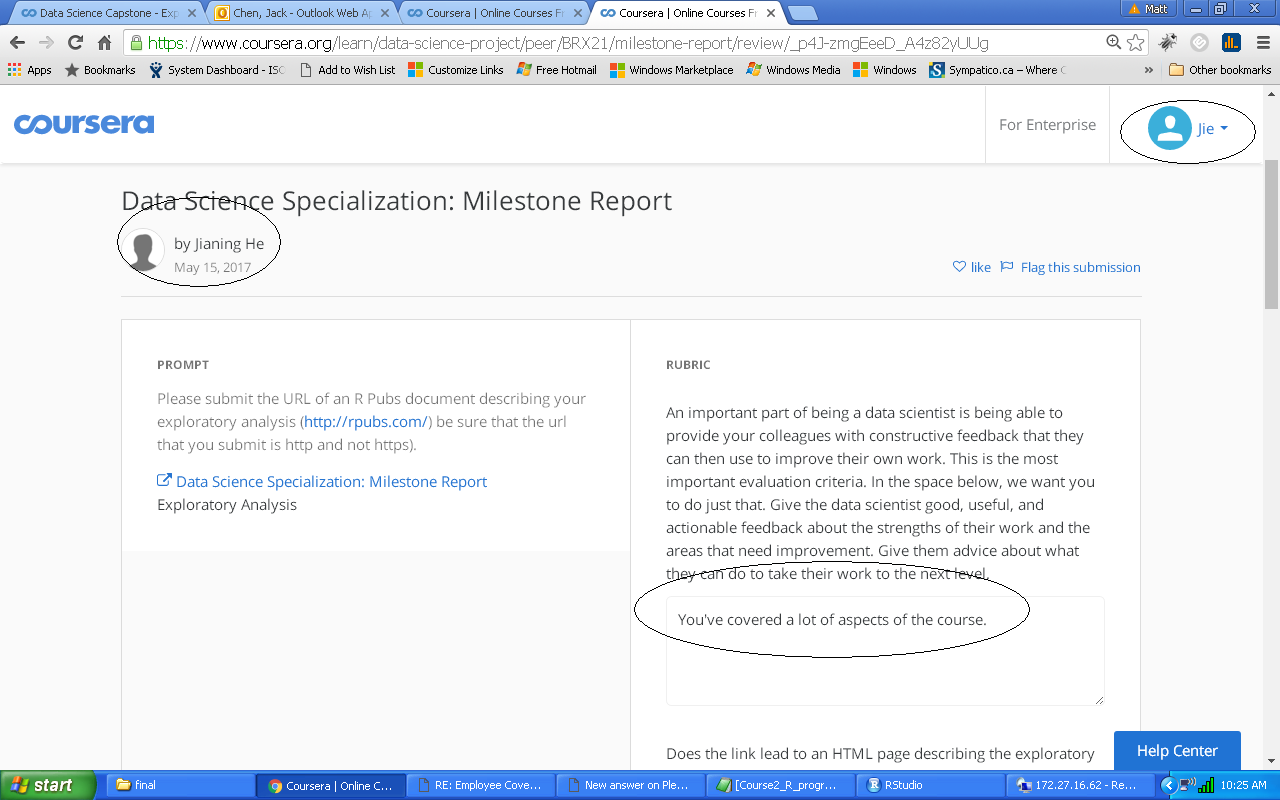 Data Science Capstone - Exp
Chen, Jack - Outlook Web Ap
Coursera | Online Courses Fr
Coursera | Online Courses Fr
Matt
https://www.coursera.org/learn/data-science-project/peer/BRX21/milestone-report/review/_p4J-zmgEeeD_A4z82yUUg
Apps
Bookmarks
System Dashboard - ISC
Add to Wish List
Customize Links
Free Hotmail
Windows Marketplace
Windows Media
Windows
Sympatico.ca – Where C
»
Other bookmarks
coursera
For Enterprise
Jie
Data Science Specialization: Milestone Report
by Jianing He
May 15, 2017
like
Flag this submission
PROMPT
Please submit the URL of an R Pubs document describing your
exploratory analysis (http://rpubs.com/) be sure that the url
that you submit is http and not https).
Data Science Specialization: Milestone Report
Exploratory Analysis
RUBRIC
An important part of being a data scientist is being able to
provide your colleagues with constructive feedback that they
can then use to improve their own work. This is the most
important evaluation criteria. In the space below, we want you
to do just that. Give the data scientist good, useful, and
actionable feedback about the strengths of their work and the
areas that need improvement. Give them advice about what
they can do to take their work to the next level.
You've covered a lot of aspects of the course.
Does the link lead to an HTML page describing the exploratory
Help Center
start
final
Coursera | Online C...
RE: Employee Cove...
New answer on Ple...
[Course2_R_progr...
RStudio
172.27.16.62 - Re...
10:25 AM